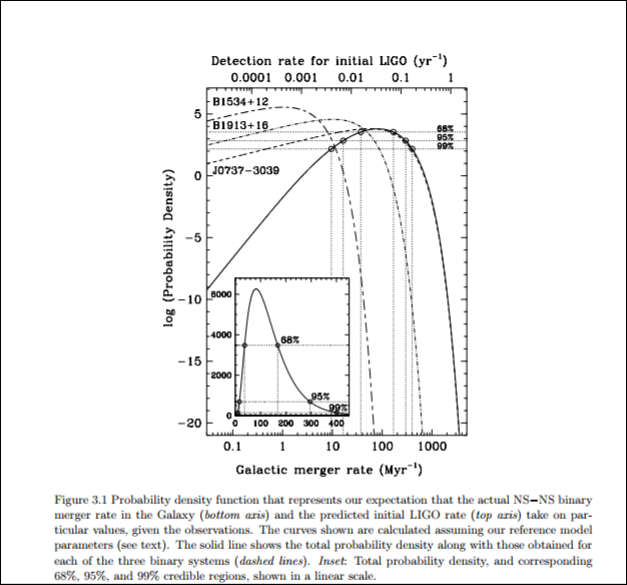 Detection rate for initial LIGO (yr⁻¹)
0.0001 0.001 0.01 0.1 1
B1534+12
B1913+16
J0737−3039
68%
95%
99%
log (Probability Density)
5
0
−5
−10
−15
−20
6000
4000
2000
0
68%
95%
99%
0 100 200 300 400
0.1 1 10 100 1000
Galactic merger rate (Myr⁻¹)
Figure 3.1 Probability density function that represents our expectation that the actual NS−NS binary
merger rate in the Galaxy (bottom axis) and the predicted initial LIGO rate (top axis) take on par-
ticular values, given the observations. The curves shown are calculated assuming our reference model
parameters (see text). The solid line shows the total probability density along with those obtained for
each of the three binary systems (dashed lines). Inset: Total probability density, and corresponding
68%, 95%, and 99% credible regions, shown in a linear scale.